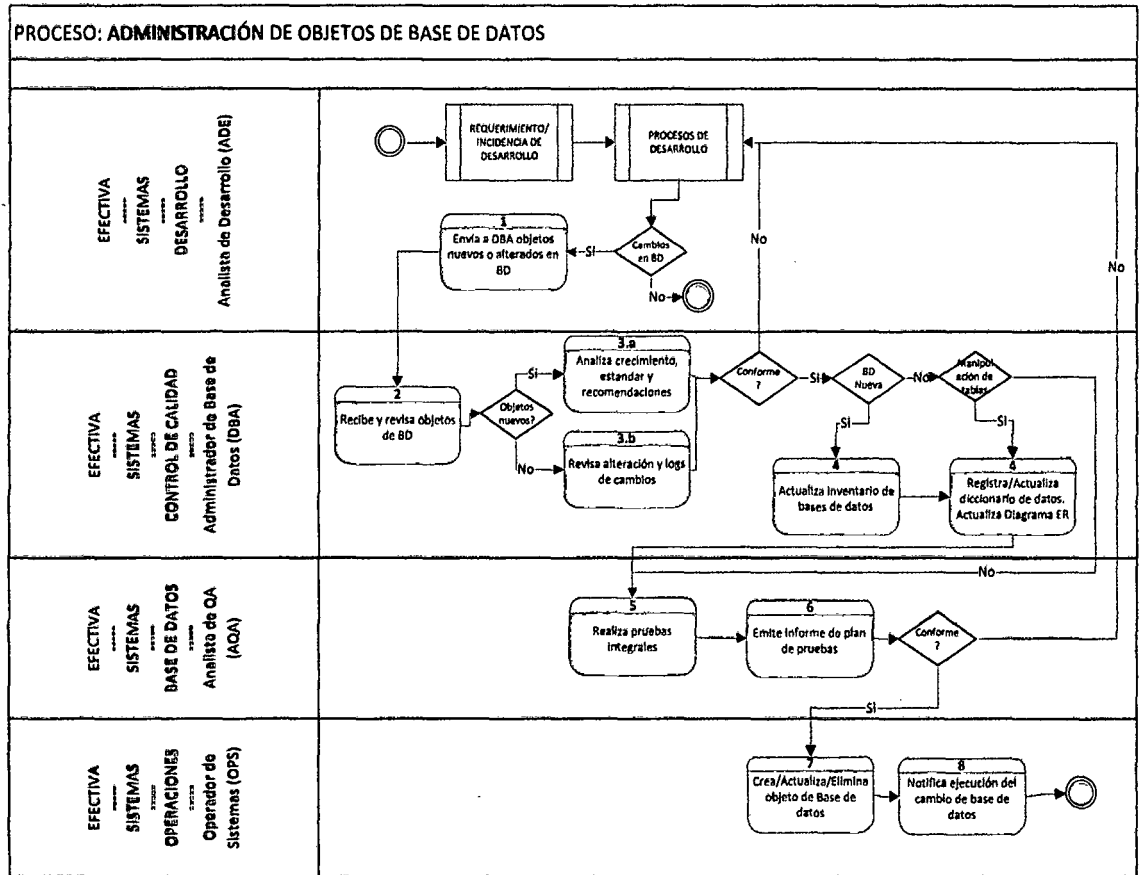 PROCESO: ADMINISTRACIÓN DE OBJETOS DE BASE DE DATOS
EFECTIVA
-----
SISTEMAS
-----
DESARROLLO
-----
Analista de Desarrollo (ADE)
REQUERIMIENTO/
INCIDENCIA DE
DESARROLLO
PROCESOS DE
DESARROLLO
1
Envía a DBA objetos
nuevos o alterados en
BD
Si
Cambios
en BD
No
No
No
EFECTIVA
-----
SISTEMAS
-----
CONTROL DE CALIDAD
-----
Administrador de Base de
Datos (DBA)
2
Recibe y revisa objetos
de BD
Objetos
nuevos?
Si
No
3.a
Analiza crecimiento,
estandar y
recomendaciones
3.b
Revisa alteración y logs
de cambios
Conforme
?
Si
BD
Nueva
No
Manipul
ación de
tablas
Si
Si
4
Actualiza Inventario de
bases de datos
4
Registra/Actualiza
diccionario de datos.
Actualiza Diagrama ER
No
EFECTIVA
-----
SISTEMAS
-----
BASE DE DATOS
-----
Analista de QA
(AQA)
5
Realiza pruebas
integrales
6
Emite informe de plan
de pruebas
Conforme
?
Si
EFECTIVA
-----
SISTEMAS
-----
OPERACIONES
-----
Operador de
Sistemas (OPS)
7
Crea/Actualiza/Elimina
objeto de Base de
datos
8
Notifica ejecución del
cambio de base de
datos